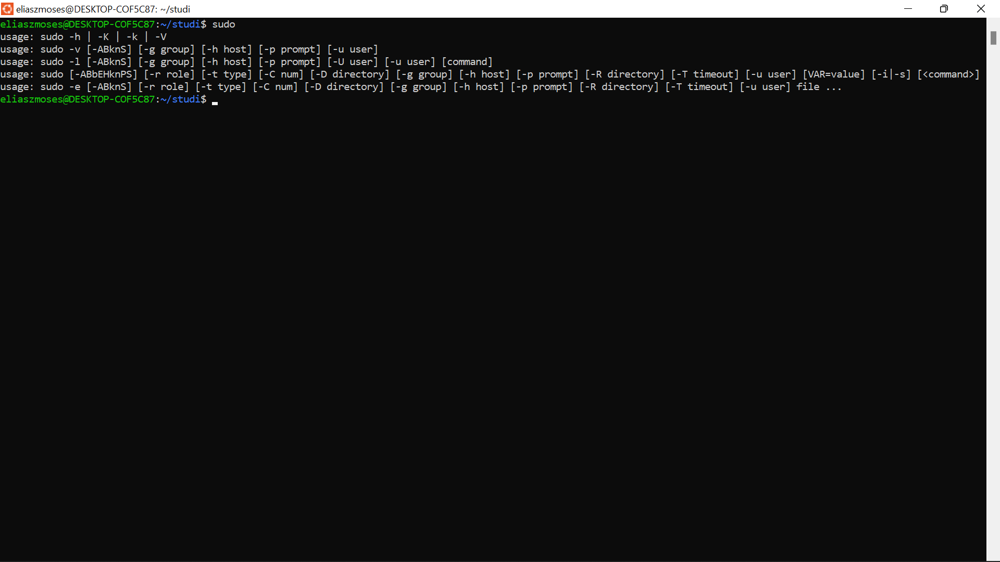 eliaszmoses@DESKTOP-COF5C87: ~/studi
eliaszmoses@DESKTOP-COF5C87:~/studi$ sudo
usage: sudo -h | -K | -k | -V
usage: sudo -v [-ABknS] [-g group] [-h host] [-p prompt] [-u user]
usage: sudo -l [-ABknS] [-g group] [-h host] [-p prompt] [-U user] [-u user] [command]
usage: sudo [-ABbEHknPS] [-r role] [-t type] [-C num] [-D directory] [-g group] [-h host] [-p prompt] [-R directory] [-T timeout] [-u user] [VAR=value] [-i|-s] [<command>]
usage: sudo -e [-ABknS] [-r role] [-t type] [-C num] [-D directory] [-g group] [-h host] [-p prompt] [-R directory] [-T timeout] [-u user] file ...
eliaszmoses@DESKTOP-COF5C87:~/studi$